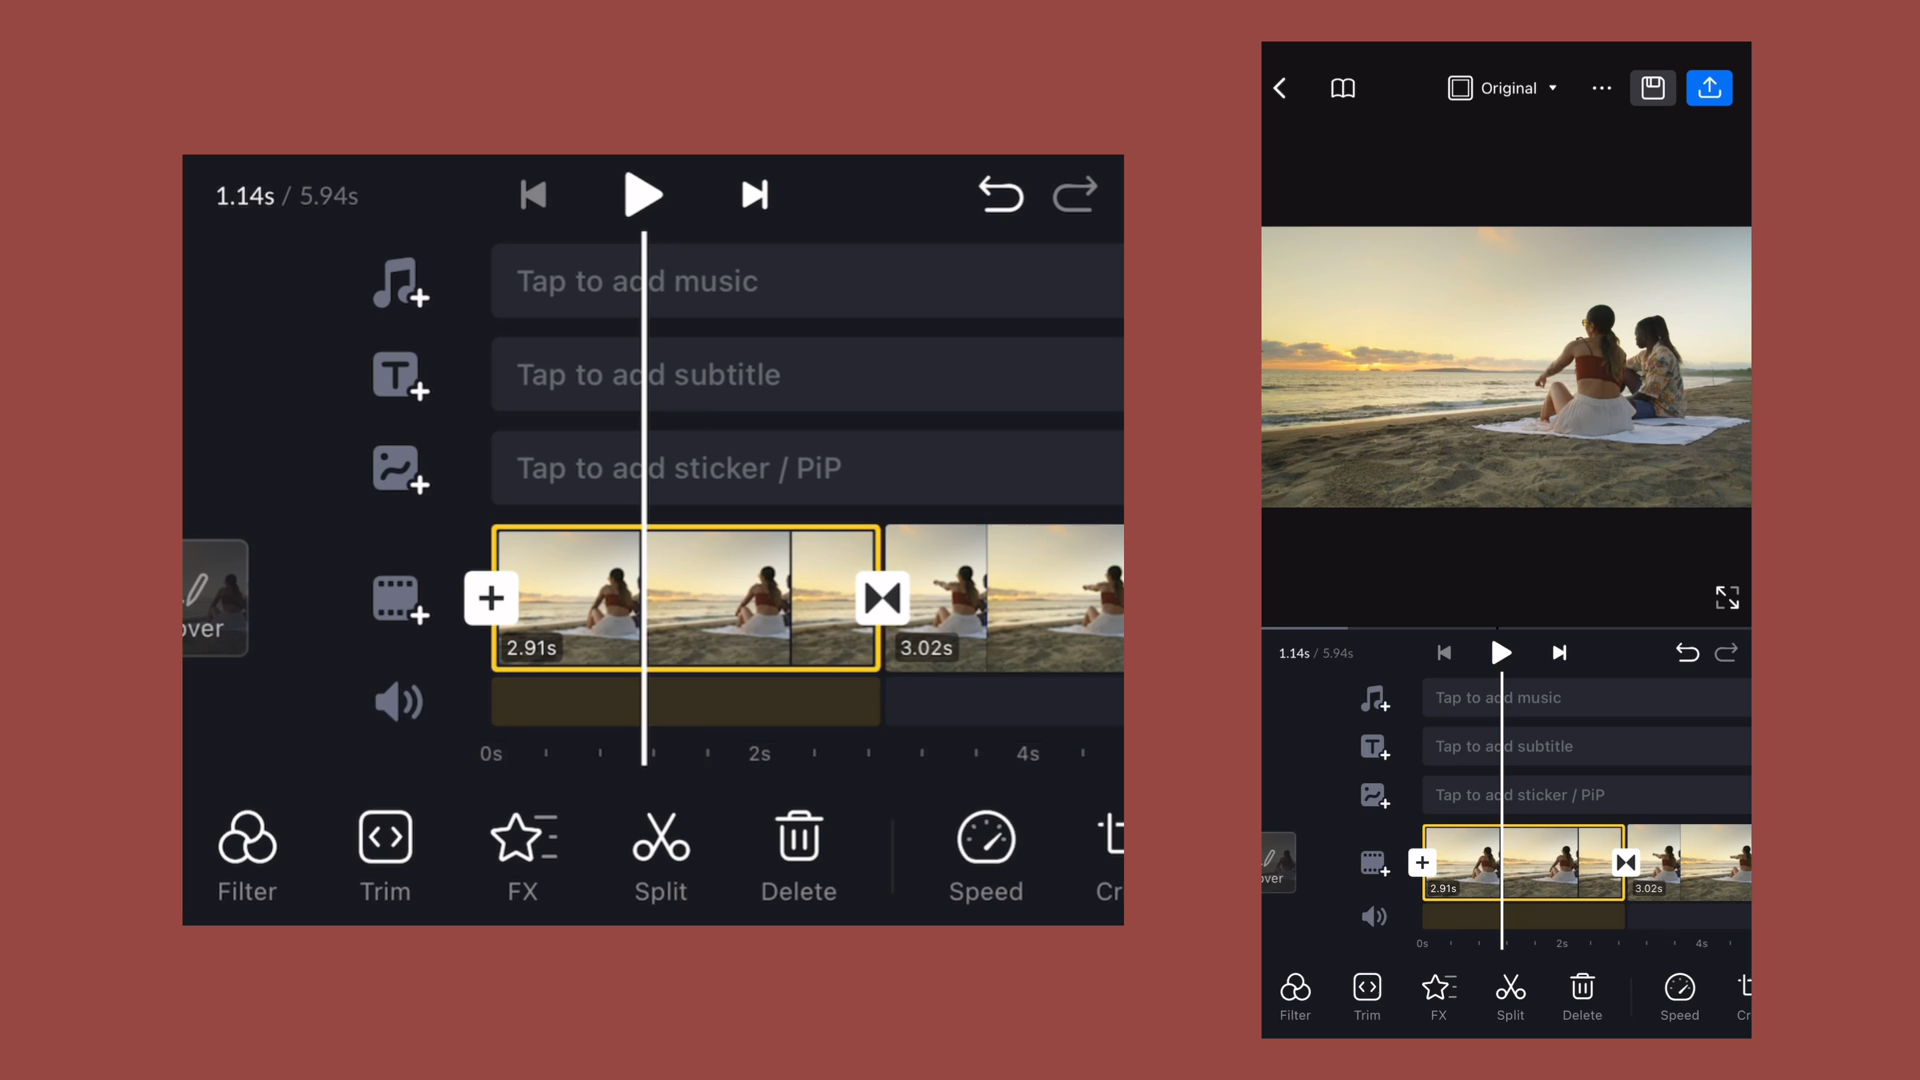 1.14s / 5.94s
Tap to add music
Tap to add subtitle
Tap to add sticker / PiP
over
2.91s
3.02s
0s 2s 4s
Filter Trim FX Split Delete Speed Cr
Original
1.14s / 5.94s
Tap to add music
Tap to add subtitle
Tap to add sticker / PiP
over
2.91s
3.02s
0s 2s 4s
Filter Trim FX Split Delete Speed Cr